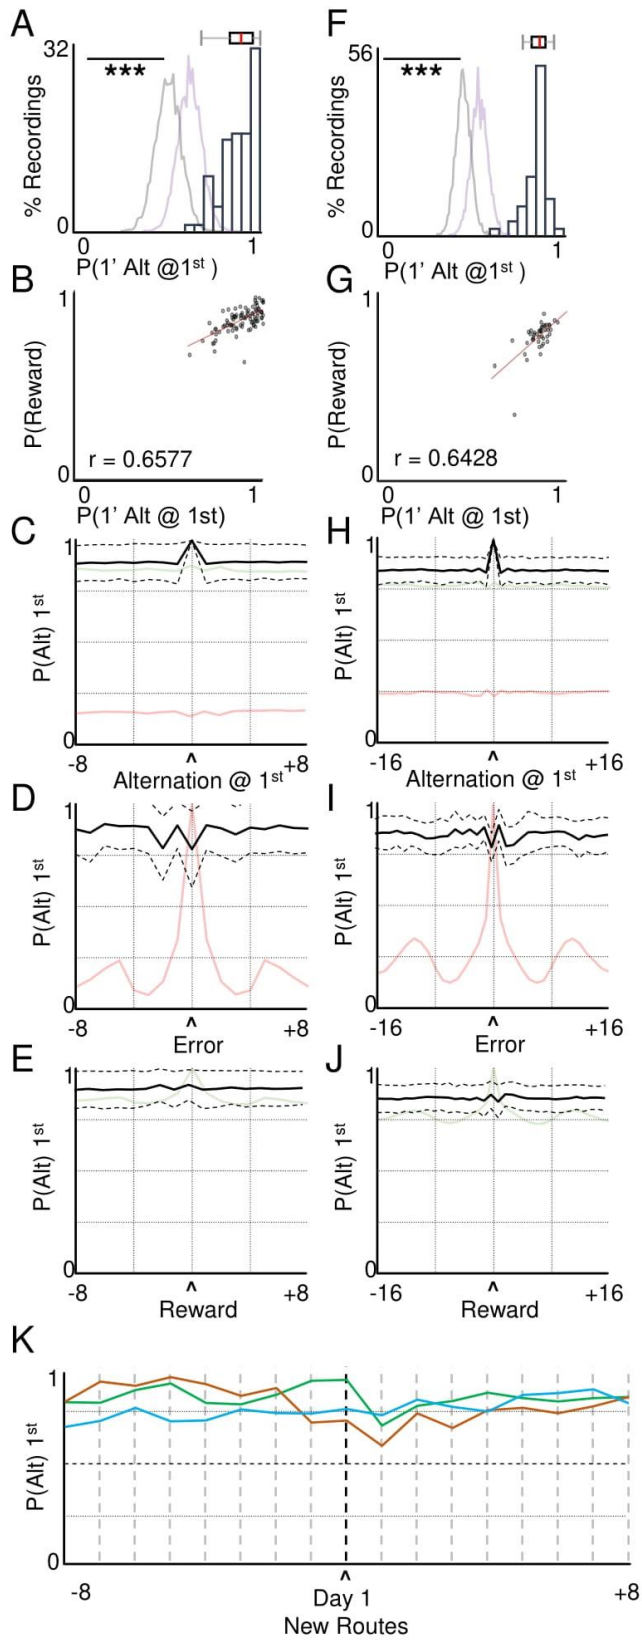 A
32
% Recordings
***
0
0
1
P(1' Alt @1st )
F
56
% Recordings
***
0
0
1
P(1' Alt @1st )
B
1
P(Reward)
0
r = 0.6577
0
1
P(1' Alt @ 1st)
G
1
P(Reward)
0
r = 0.6428
0
1
P(1' Alt @ 1st)
C
1
P(Alt) 1st
0
-8
^
+8
Alternation @ 1st
H
1
P(Alt) 1st
0
-16
^
+16
Alternation @ 1st
D
1
P(Alt) 1st
0
-8
^
+8
Error
I
1
P(Alt) 1st
0
-16
^
+16
Error
E
1
P(Alt) 1st
0
-8
^
+8
Reward
J
1
P(Alt) 1st
0
-16
^
+16
Reward
K
1
P(Alt) 1st
0
-8
^
Day 1
+8
New Routes